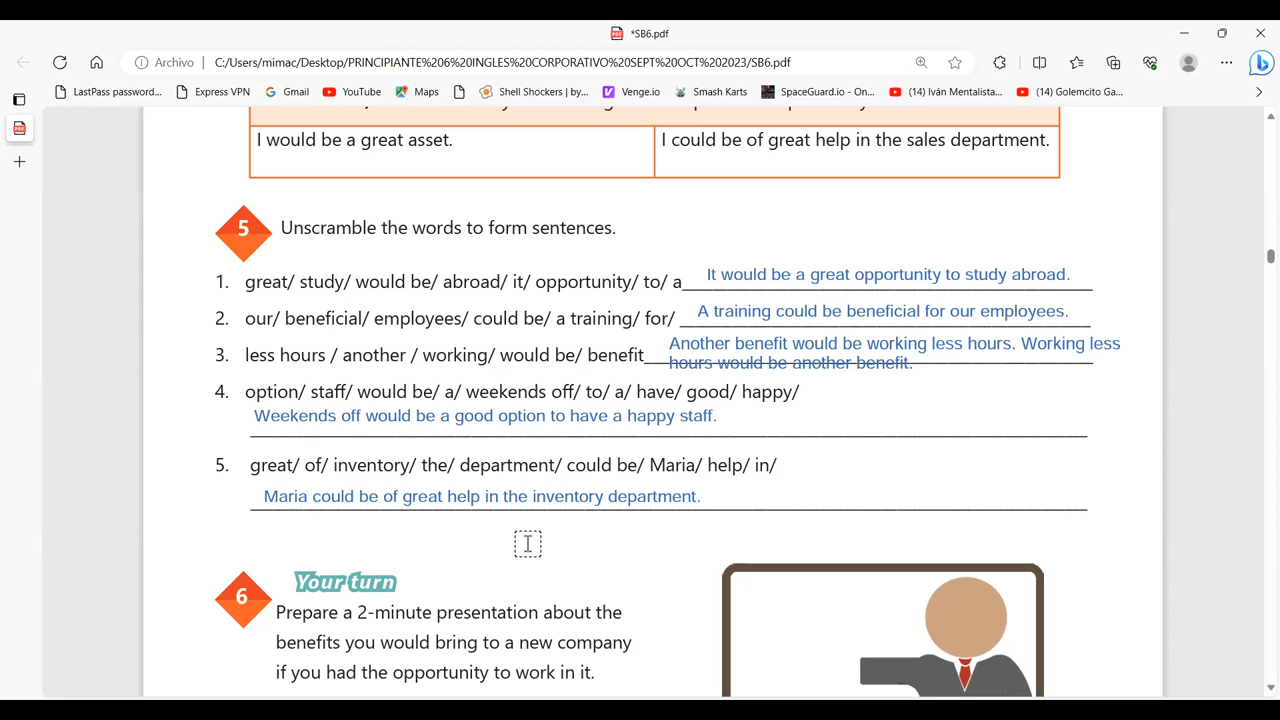 *SB6.pdf
Archivo C:/Users/mimac/Desktop/PRINCIPIANTE%206%20INGLES%20CORPORATIVO%20SEPT%20OCT%202023/SB6.pdf
LastPass password... Express VPN Gmail YouTube Maps Shell Shockers | by... Venge.io Smash Karts SpaceGuard.io - On... (14) Iván Mentalista... (14) Golemcito Ga...
I would be a great asset. I could be of great help in the sales department.
5 Unscramble the words to form sentences.
1. great/ study/ would be/ abroad/ it/ opportunity/ to/ a It would be a great opportunity to study abroad.
2. our/ beneficial/ employees/ could be/ a training/ for/ A training could be beneficial for our employees.
3. less hours / another / working/ would be/ benefit Another benefit would be working less hours. Working less
hours would be another benefit.
4. option/ staff/ would be/ a/ weekends off/ to/ a/ have/ good/ happy/
Weekends off would be a good option to have a happy staff.
5. great/ of/ inventory/ the/ department/ could be/ Maria/ help/ in/
Maria could be of great help in the inventory department.
6 Your turn
Prepare a 2-minute presentation about the
benefits you would bring to a new company
if you had the opportunity to work in it.